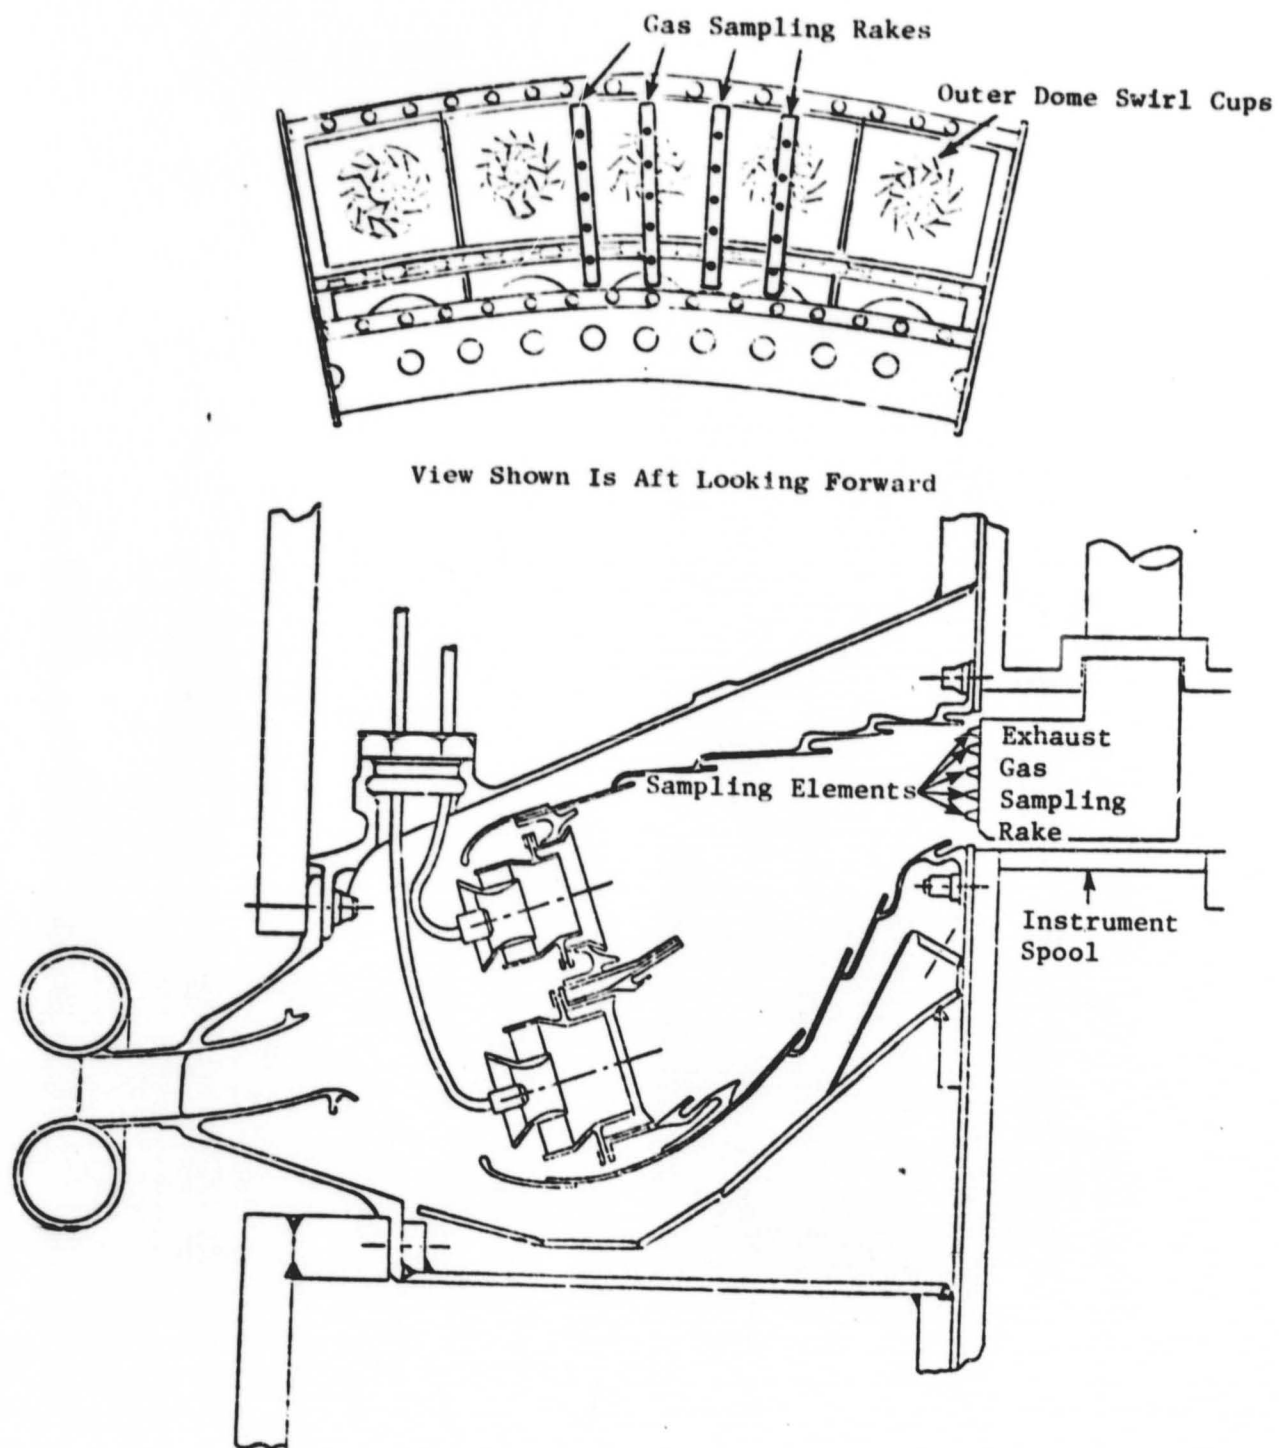 Gas Sampling Rakes
Outer Dome Swirl Cups
View Shown Is Aft Looking Forward
Sampling Elements
Exhaust
Gas
Sampling
Rake
Instrument
Spool